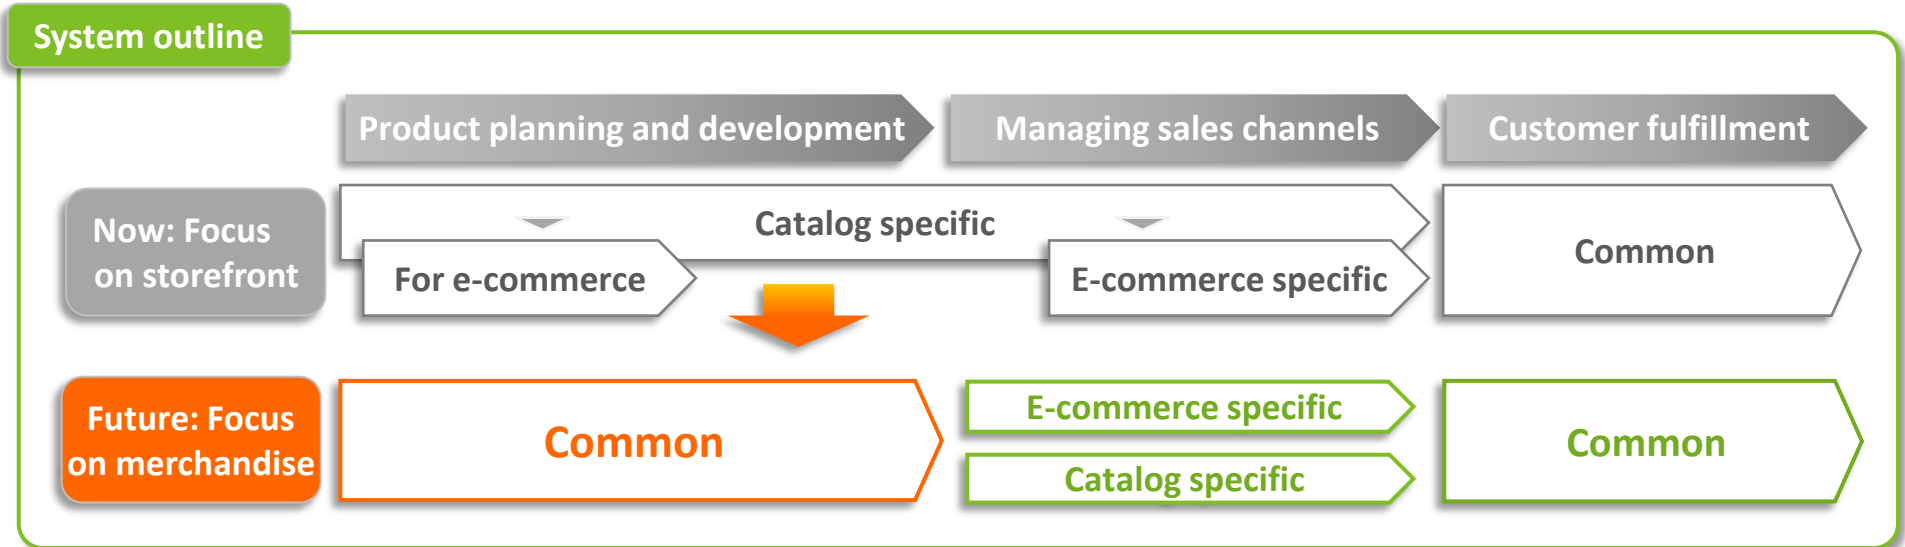 System outline
Product planning and development
Managing sales channels
Customer fulfillment
Now: Focus
on storefront
Catalog specific
For e-commerce
E-commerce specific
Common
Future: Focus
on merchandise
Common
E-commerce specific
Catalog specific
Common